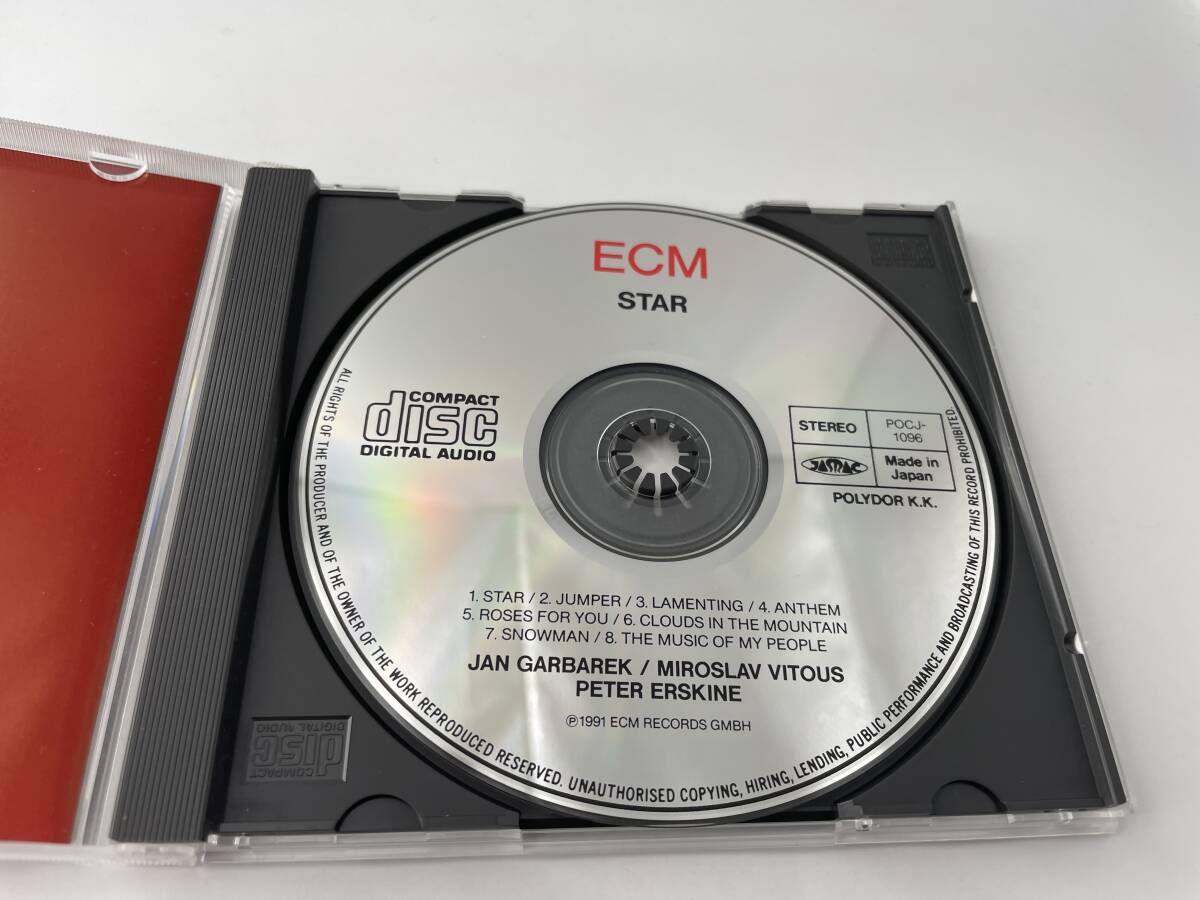 ECM
STAR
COMPACT
disc
DIGITAL AUDIO
STEREO
POCJ-
1096
JASRAC
Made in
Japan
POLYDOR K.K.
1. STAR / 2. JUMPER / 3. LAMENTING / 4. ANTHEM
5. ROSES FOR YOU / 6. CLOUDS IN THE MOUNTAIN
7. SNOWMAN / 8. THE MUSIC OF MY PEOPLE
JAN GARBAREK / MIROSLAV VITOUS
PETER ERSKINE
℗1991 ECM RECORDS GMBH
ALL RIGHTS OF THE PRODUCER AND OF THE OWNER OF THE WORK REPRODUCED RESERVED. UNAUTHORISED COPYING, HIRING, LENDING, PUBLIC PERFORMANCE AND BROADCASTING OF THIS RECORD PROHIBITED.
COMPACT
disc
DIGITAL AUDIO